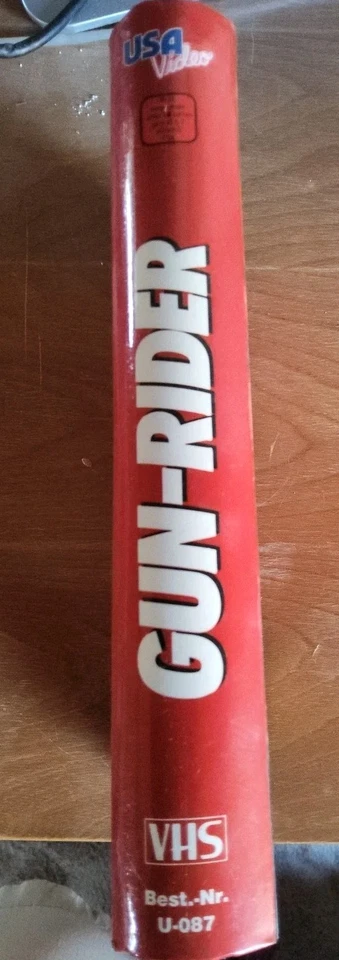 USA
Video
GUN-RIDER
VHS
Best.-Nr.
U-087